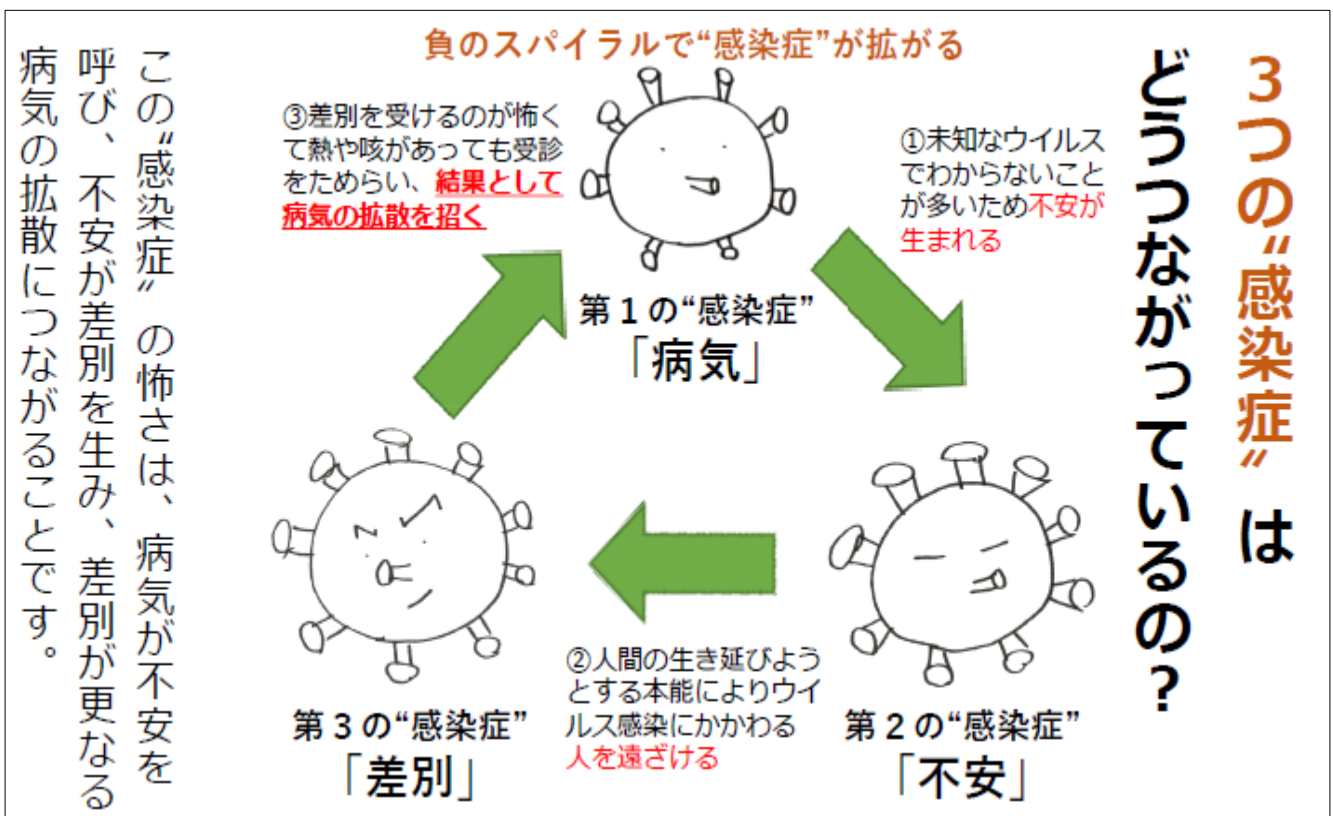 3つの“感染症”は
どうつながっているの?
負のスパイラルで“感染症”が拡がる
①未知なウイルス
でわからないこと
が多いため不安が
生まれる
第1の“感染症”
「病気」
第2の“感染症”
「不安」
②人間の生き延びよう
とする本能によりウイ
ルス感染にかかわる
人を遠ざける
第3の“感染症”
「差別」
③差別を受けるのが怖く
て熱や咳があっても受診
をためらい、結果として
病気の拡散を招く
この“感染症”の怖さは、病気が不安を
呼び、不安が差別を生み、差別が更なる
病気の拡散につながることです。